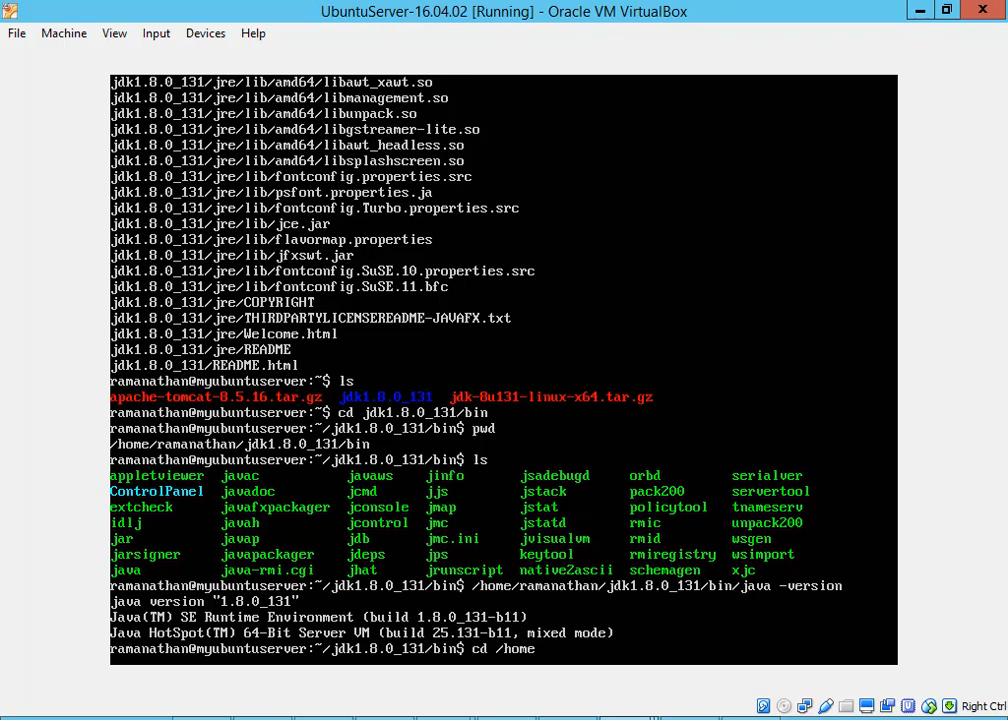 UbuntuServer-16.04.02 [Running] - Oracle VM VirtualBox
File Machine View Input Devices Help
jdk1.8.0_131/jre/lib/amd64/libawt_xawt.so
jdk1.8.0_131/jre/lib/amd64/libmanagement.so
jdk1.8.0_131/jre/lib/amd64/libunpack.so
jdk1.8.0_131/jre/lib/amd64/libgstreamer-lite.so
jdk1.8.0_131/jre/lib/amd64/libawt_headless.so
jdk1.8.0_131/jre/lib/amd64/libsplashscreen.so
jdk1.8.0_131/jre/lib/fontconfig.properties.src
jdk1.8.0_131/jre/lib/psfont.properties.ja
jdk1.8.0_131/jre/lib/fontconfig.Turbo.properties.src
jdk1.8.0_131/jre/lib/jce.jar
jdk1.8.0_131/jre/lib/flavormap.properties
jdk1.8.0_131/jre/lib/jfxswt.jar
jdk1.8.0_131/jre/lib/fontconfig.SuSE.10.properties.src
jdk1.8.0_131/jre/lib/fontconfig.SuSE.11.bfc
jdk1.8.0_131/jre/COPYRIGHT
jdk1.8.0_131/jre/THIRDPARTYLICENSEREADME-JAVAFX.txt
jdk1.8.0_131/jre/Welcome.html
jdk1.8.0_131/jre/README
jdk1.8.0_131/README.html
ramanathan@myubuntuserver:~$ ls
apache-tomcat-8.5.16.tar.gz jdk1.8.0_131 jdk-8u131-linux-x64.tar.gz
ramanathan@myubuntuserver:~$ cd jdk1.8.0_131/bin
ramanathan@myubuntuserver:~/jdk1.8.0_131/bin$ pwd
/home/ramanathan/jdk1.8.0_131/bin
ramanathan@myubuntuserver:~/jdk1.8.0_131/bin$ ls
appletviewer javac javaws jinfo jsadebugd orbd serialver
ControlPanel javadoc jcmd jjs jstack pack200 servertool
extcheck javafxpackager jconsole jmap jstat policytool tnameserv
idlj javah jcontrol jmc jstatd rmic unpack200
jar javap jdb jmc.ini jvisualvm rmid wsgen
jarsigner javapackager jdeps jps keytool rmiregistry wsimport
java java-rmi.cgi jhat jrunscript native2ascii schemagen xjc
ramanathan@myubuntuserver:~/jdk1.8.0_131/bin$ /home/ramanathan/jdk1.8.0_131/bin/java -version
java version "1.8.0_131"
Java(TM) SE Runtime Environment (build 1.8.0_131-b11)
Java HotSpot(TM) 64-Bit Server VM (build 25.131-b11, mixed mode)
ramanathan@myubuntuserver:~/jdk1.8.0_131/bin$ cd /home
Right Ctrl